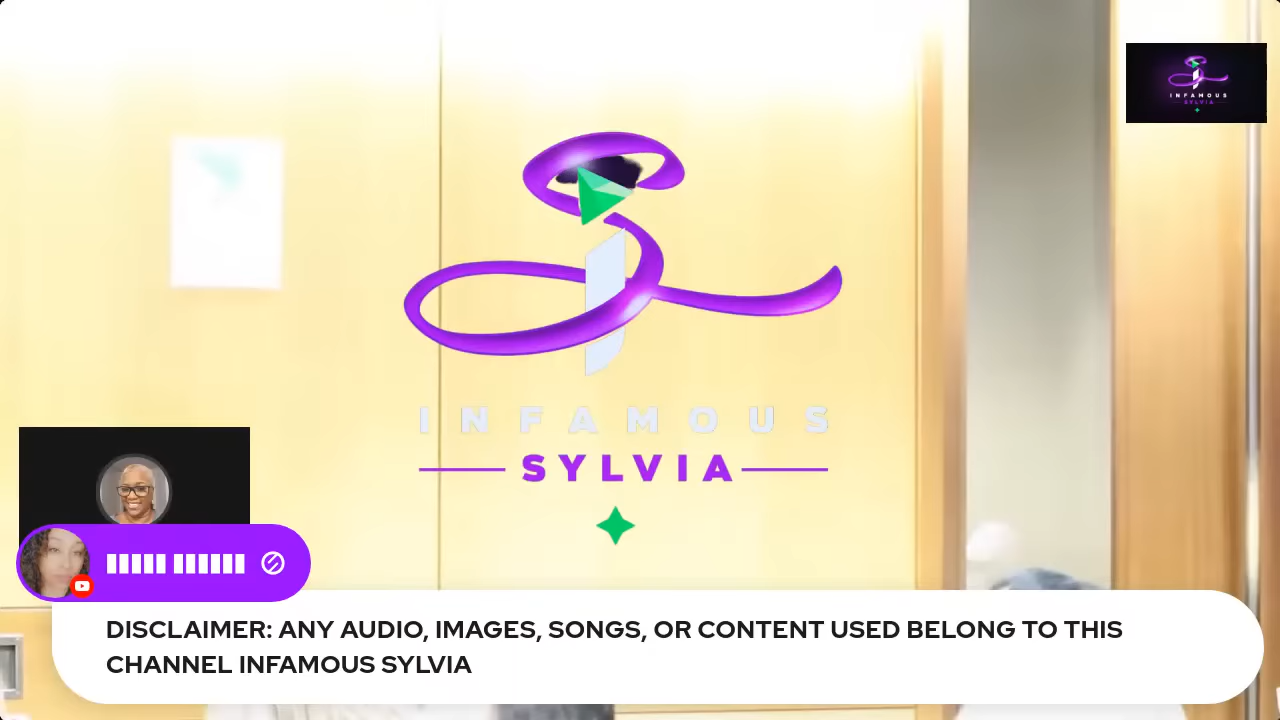 INFAMOUS
SYLVIA
INFAMOUS
SYLVIA
DISCLAIMER: ANY AUDIO, IMAGES, SONGS, OR CONTENT USED BELONG TO THIS
CHANNEL INFAMOUS SYLVIA